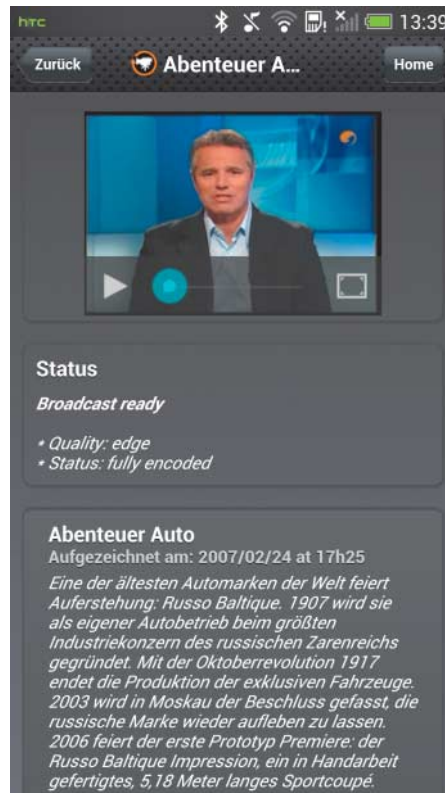 htc
13:39
Zurück
Abenteuer A...
Home
Status
Broadcast ready
* Quality: edge
* Status: fully encoded
Abenteuer Auto
Aufgezeichnet am: 2007/02/24 at 17h25
Eine der ältesten Automarken der Welt feiert
Auferstehung: Russo Baltique. 1907 wird sie
als eigener Autobetrieb beim größten
Industriekonzern des russischen Zarenreichs
gegründet. Mit der Oktoberrevolution 1917
endet die Produktion der exklusiven Fahrzeuge.
2003 wird in Moskau der Beschluss gefasst, die
russische Marke wieder aufleben zu lassen.
2006 feiert der erste Prototyp Premiere: der
Russo Baltique Impression, ein in Handarbeit
gefertigtes, 5,18 Meter langes Sportcoupé.